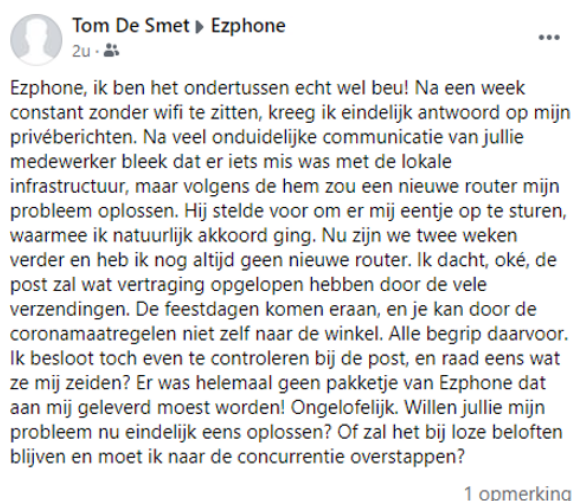 Tom De Smet ▸ Ezphone
2u ·
Ezphone, ik ben het ondertussen echt wel beu! Na een week
constant zonder wifi te zitten, kreeg ik eindelijk antwoord op mijn
privéberichten. Na veel onduidelijke communicatie van jullie
medewerker bleek dat er iets mis was met de lokale
infrastructuur, maar volgens de hem zou een nieuwe router mijn
probleem oplossen. Hij stelde voor om er mij eentje op te sturen,
waarmee ik natuurlijk akkoord ging. Nu zijn we twee weken
verder en heb ik nog altijd geen nieuwe router. Ik dacht, oké, de
post zal wat vertraging opgelopen hebben door de vele
verzendingen. De feestdagen komen eraan, en je kan door de
coronamaatregelen niet zelf naar de winkel. Alle begrip daarvoor.
Ik besloot toch even te controleren bij de post, en raad eens wat
ze mij zeiden? Er was helemaal geen pakketje van Ezphone dat
aan mij geleverd moest worden! Ongelofelijk. Willen jullie mijn
probleem nu eindelijk eens oplossen? Of zal het bij loze beloften
blijven en moet ik naar de concurrentie overstappen?
1 opmerking